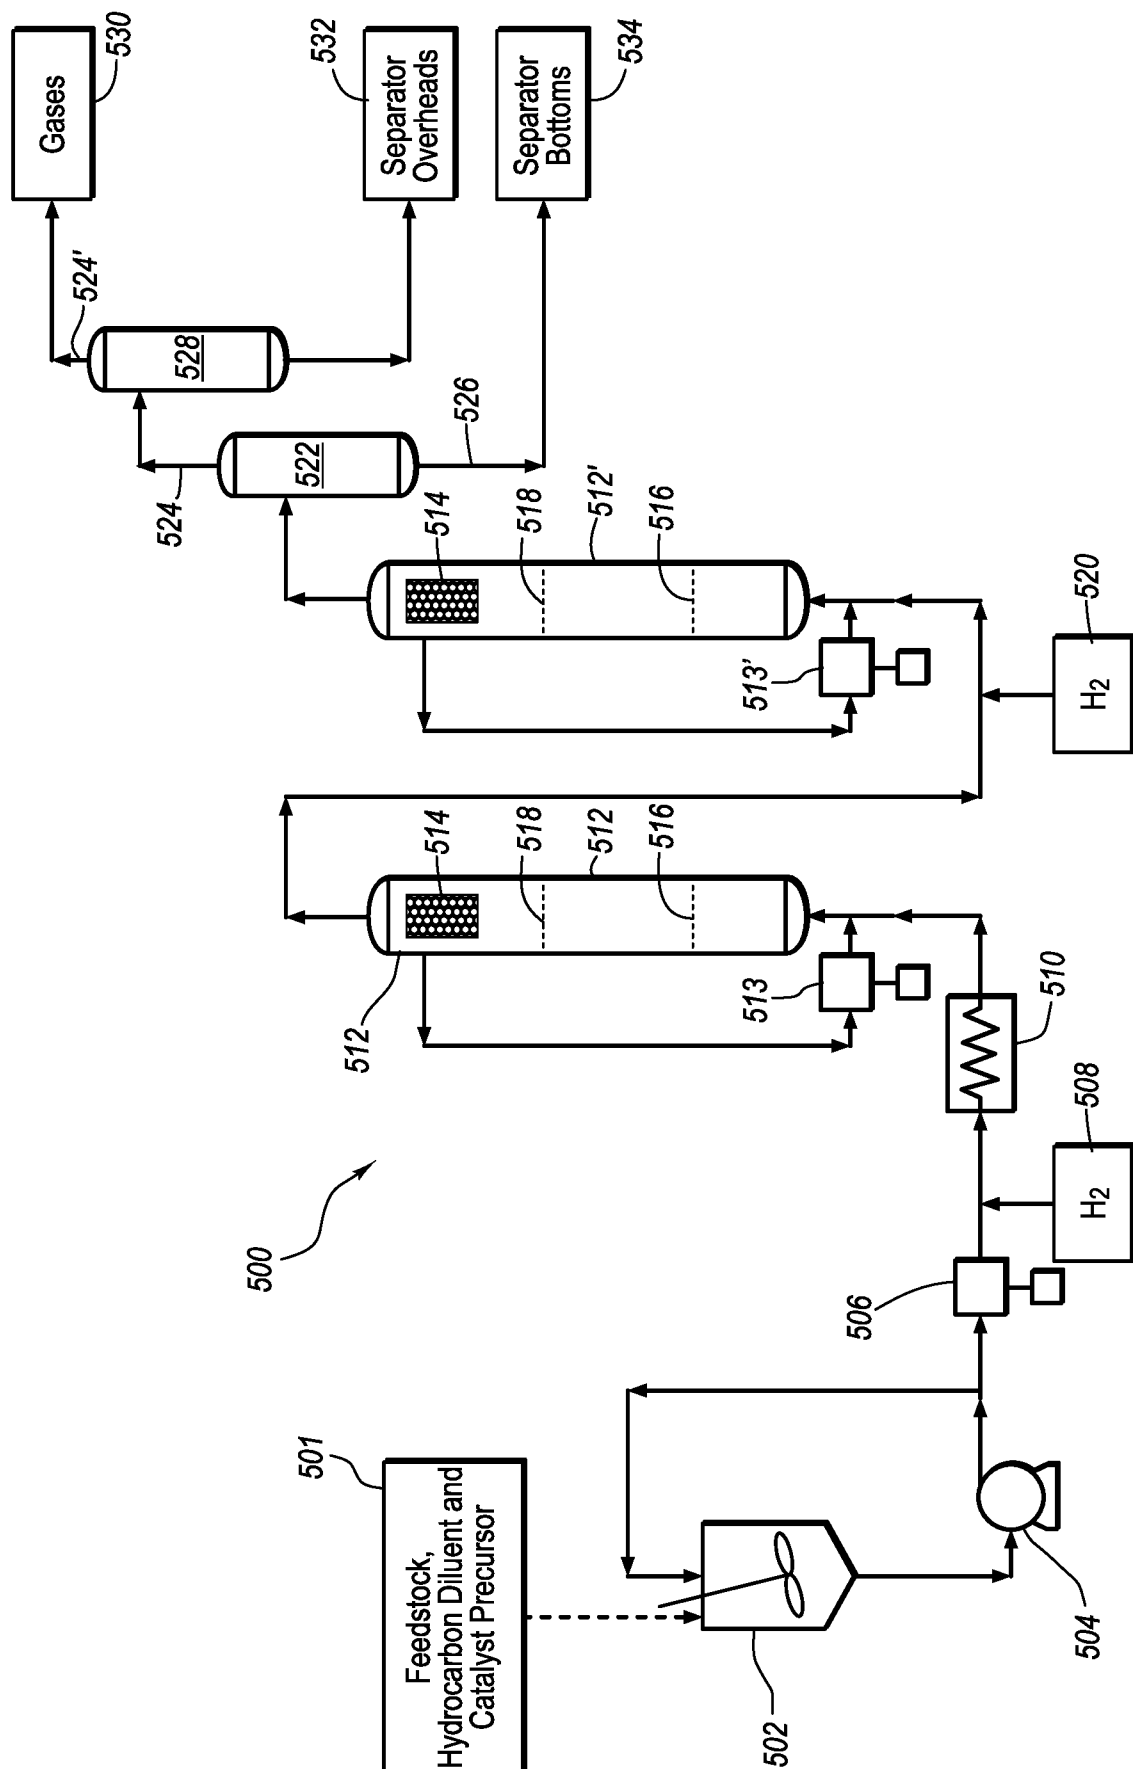 500
501
Feedstock,
Hydrocarbon Diluent and
Catalyst Precursor
502
504
506
508
H2
510
512
512
513
514
518
516
513'
512'
514
518
516
520
H2
522
524
526
528
524'
530
Gases
532
Separator
Overheads
534
Separator
Bottoms